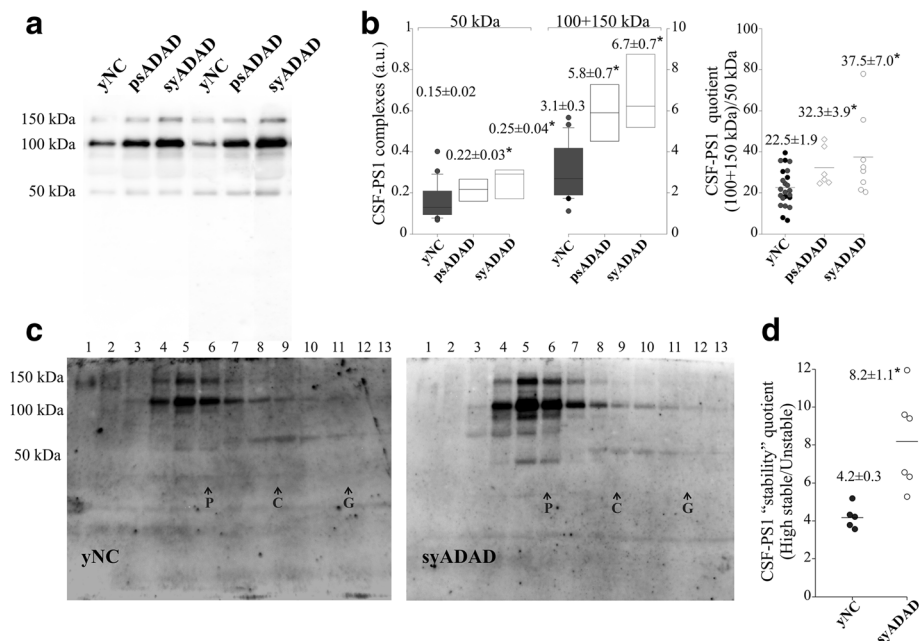 a
yNC psADAD syADAD yNC psADAD syADAD
150 kDa
100 kDa
50 kDa
b
50 kDa 100+150 kDa
CSF-PS1 complexes (a.u.)
1
0.8
0.6
0.4
0.2
0
0.15±0.02
0.22±0.03*
0.25±0.04*
3.1±0.3
5.8±0.7*
6.7±0.7*
10
8
6
4
2
0
yNC psADAD syADAD yNC psADAD syADAD
CSF-PS1 quotient
(100+150 kDa)/50 kDa
100
80
60
40
20
0
22.5±1.9
32.3±3.9*
37.5±7.0*
yNC psADAD syADAD
c
1 2 3 4 5 6 7 8 9 10 11 12 13
150 kDa
100 kDa
50 kDa
P C G
yNC
1 2 3 4 5 6 7 8 9 10 11 12 13
P C G
syADAD
d
CSF-PS1 "stability" quotient
(High stable/Unstable)
12
10
8
6
4
2
0
4.2±0.3
8.2±1.1*
yNC syADAD